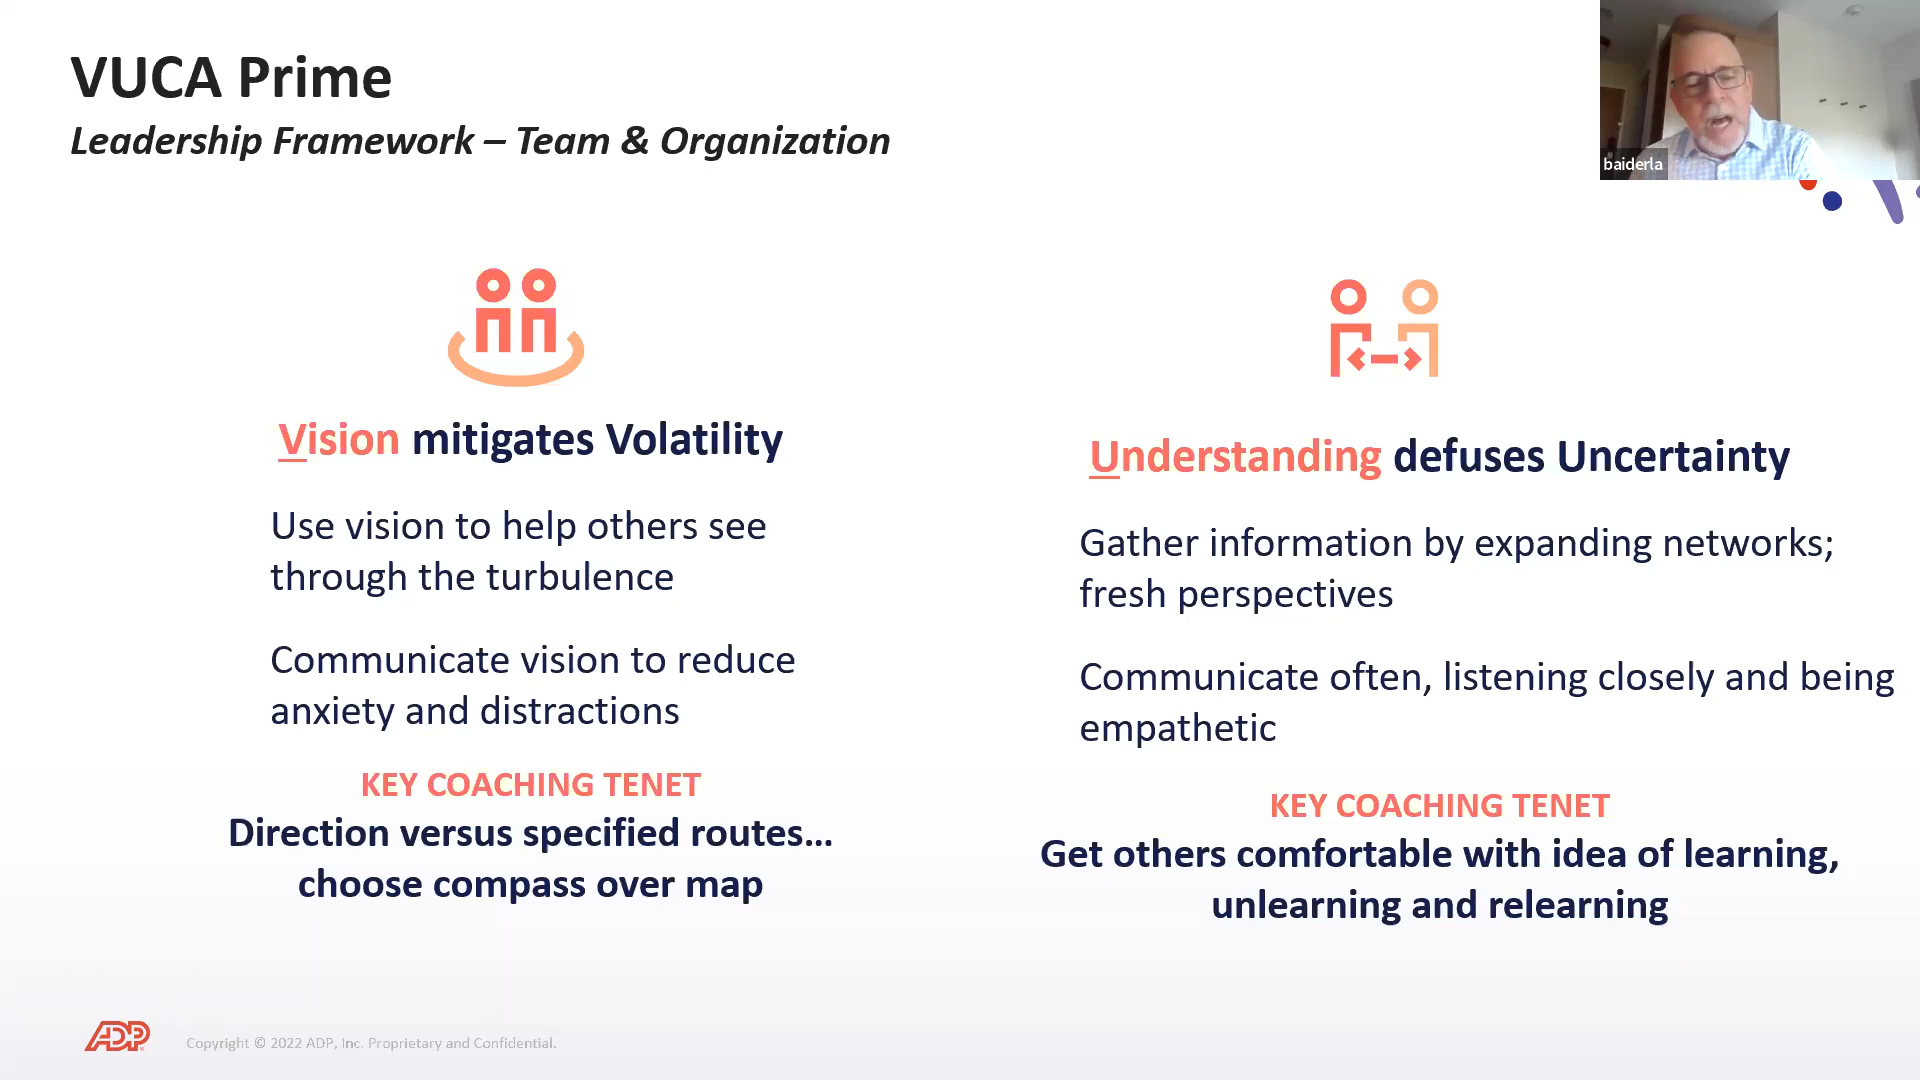 VUCA Prime
Leadership Framework – Team & Organization
baiderla
Vision mitigates Volatility
Use vision to help others see
through the turbulence
Communicate vision to reduce
anxiety and distractions
KEY COACHING TENET
Direction versus specified routes...
choose compass over map
Understanding defuses Uncertainty
Gather information by expanding networks;
fresh perspectives
Communicate often, listening closely and being
empathetic
KEY COACHING TENET
Get others comfortable with idea of learning,
unlearning and relearning
ADP
Copyright © 2022 ADP, Inc. Proprietary and Confidential.